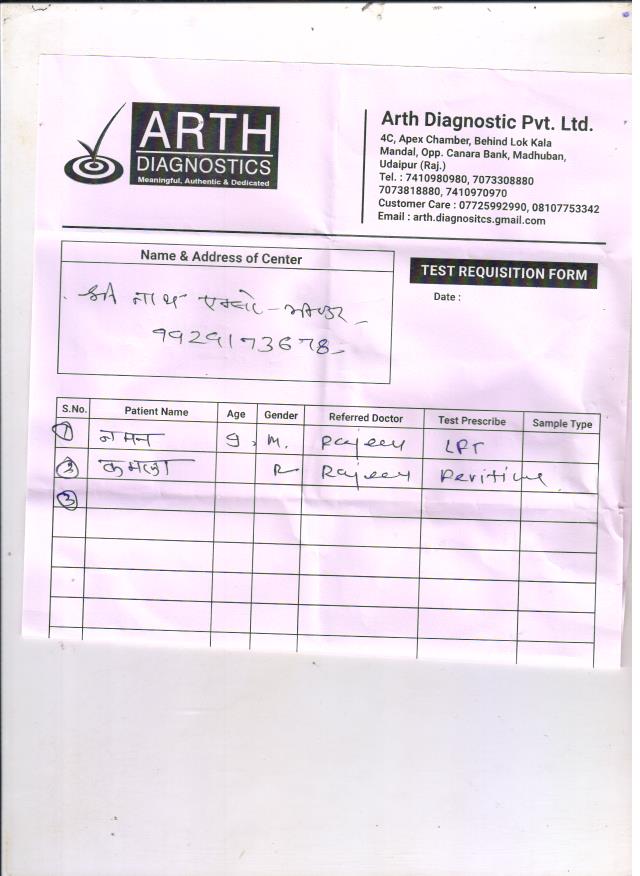 ARTH
DIAGNOSTICS
Meaningful, Authentic & Dedicated
Arth Diagnostic Pvt. Ltd.
4C, Apex Chamber, Behind Lok Kala
Mandal, Opp. Canara Bank, Madhuban,
Udaipur (Raj.)
Tel. : 7410980980, 7073308880
7073818880, 7410970970
Customer Care : 07725992990, 08107753342
Email : arth.diagnositcs.gmail.com
Name & Address of Center
श्री नाथ
9929173678
TEST REQUISITION FORM
Date :
S.No. Patient Name Age Gender Referred Doctor Test Prescribe Sample Type
1 नमन 9 M. Rajeev
2 कमला Rajeev
3